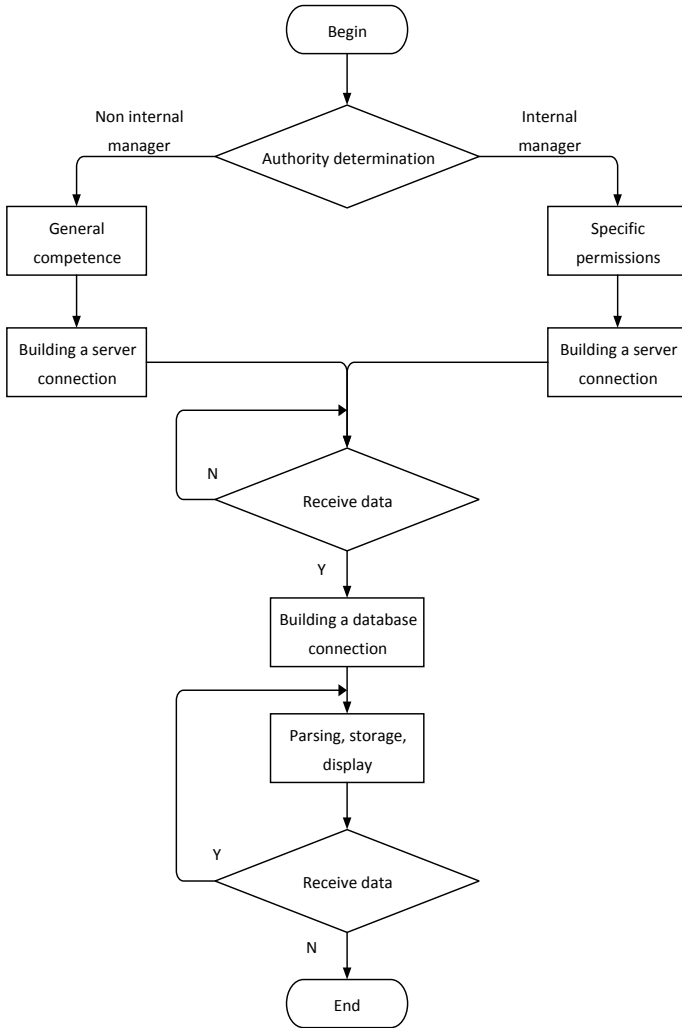 Begin
Non internal
manager
Authority determination
Internal
manager
General
competence
Specific
permissions
Building a server
connection
Building a server
connection
N
Receive data
Y
Building a database
connection
Parsing, storage,
display
Y
Receive data
N
End